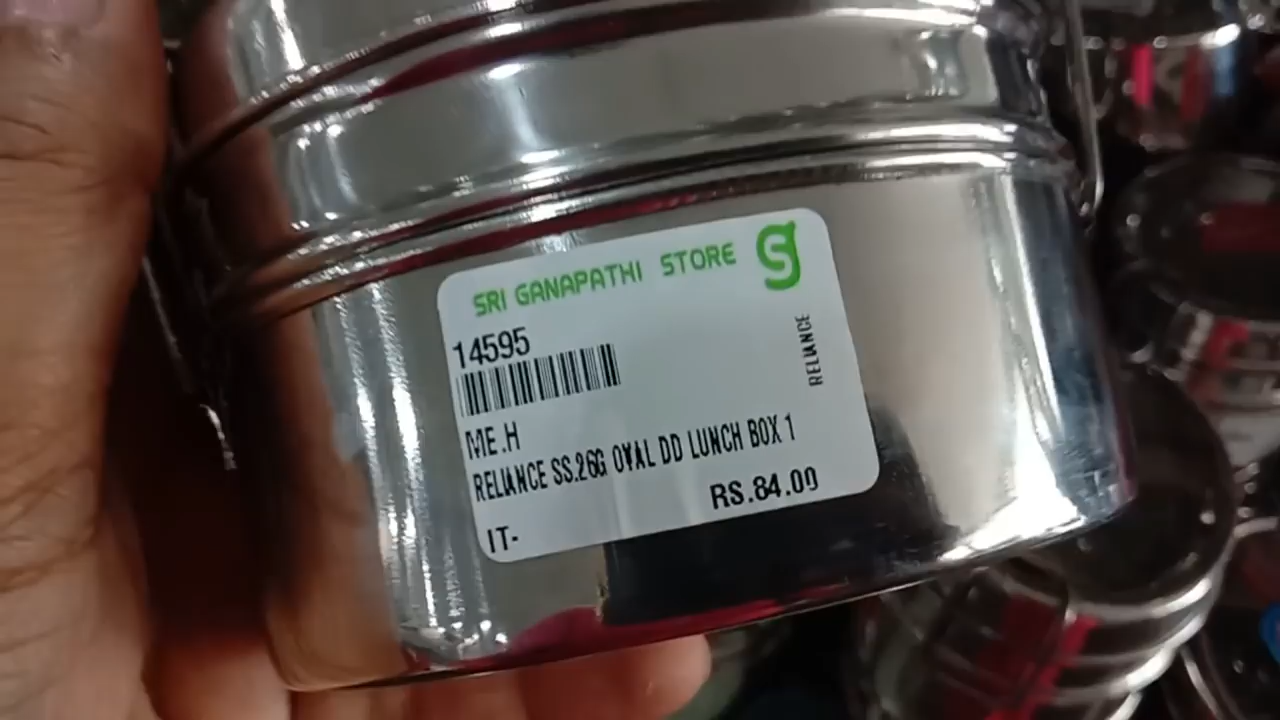 SRI GANAPATHI STORE
14595
RELIANCE
ME.H
RELIANCE SS.26G OVAL DD LUNCH BOX 1
RS.84.00
IT-